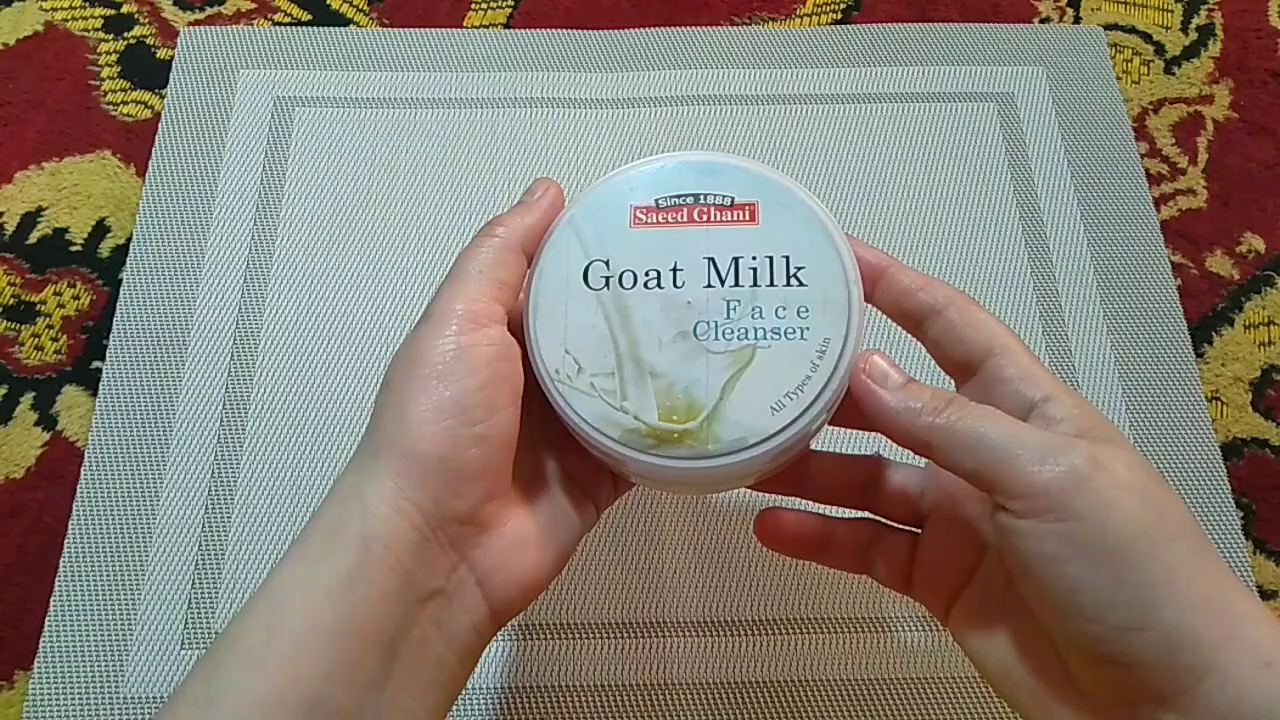 Since 1888
Saeed Ghani®
Goat Milk
Face
Cleanser
All Types of skin